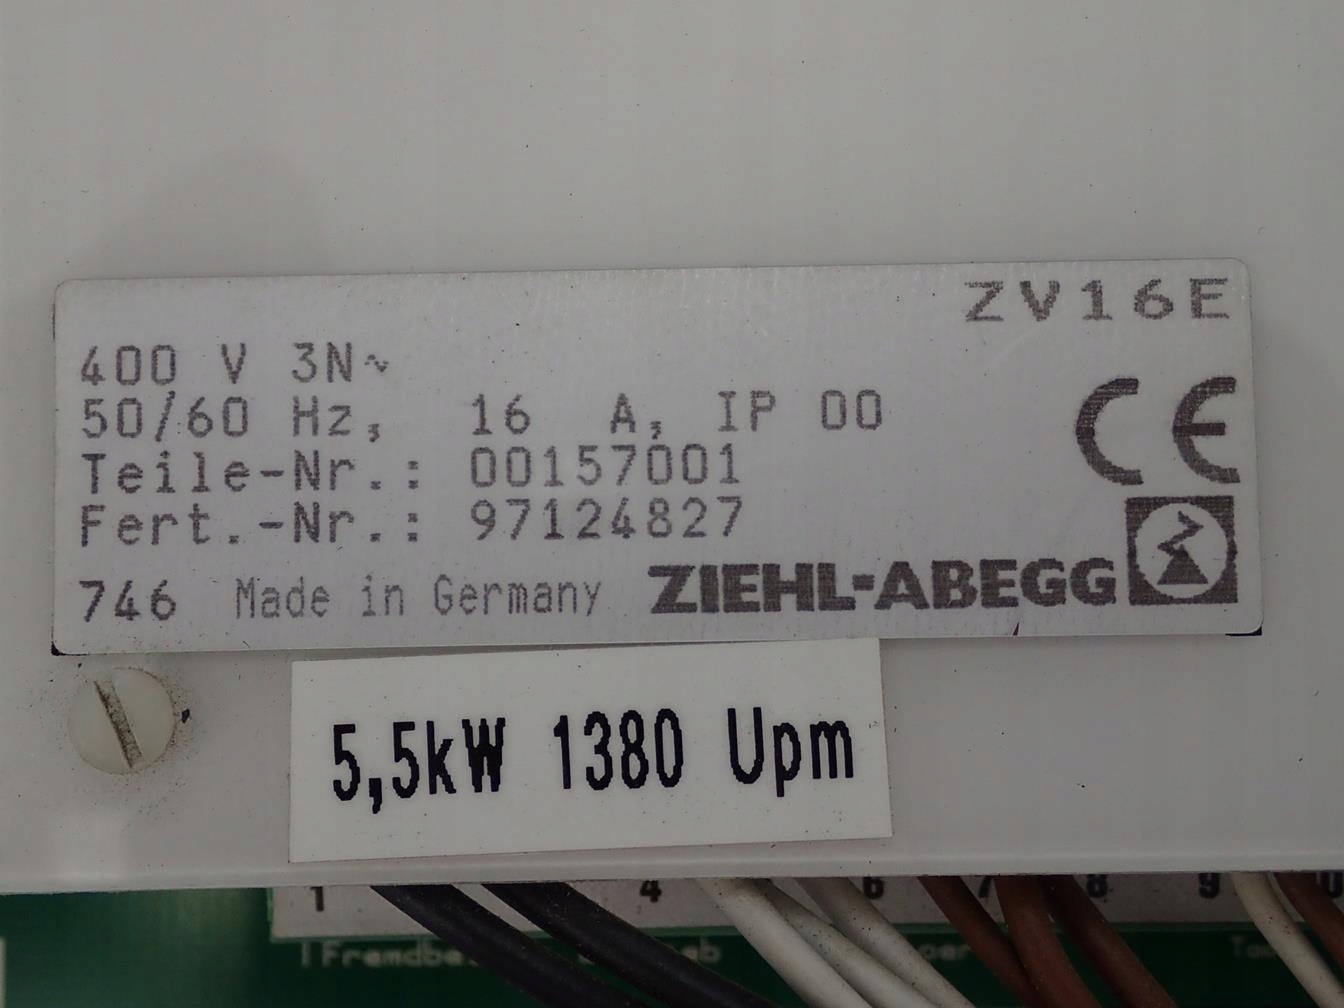 ZV16E
400 V 3N~
50/60 Hz, 16 A, IP 00
Teile-Nr.: 00157001
Fert.-Nr.: 97124827
746 Made in Germany ZIEHL-ABEGG
CE
5,5kW 1380 Upm
1 4 6 7 8 9